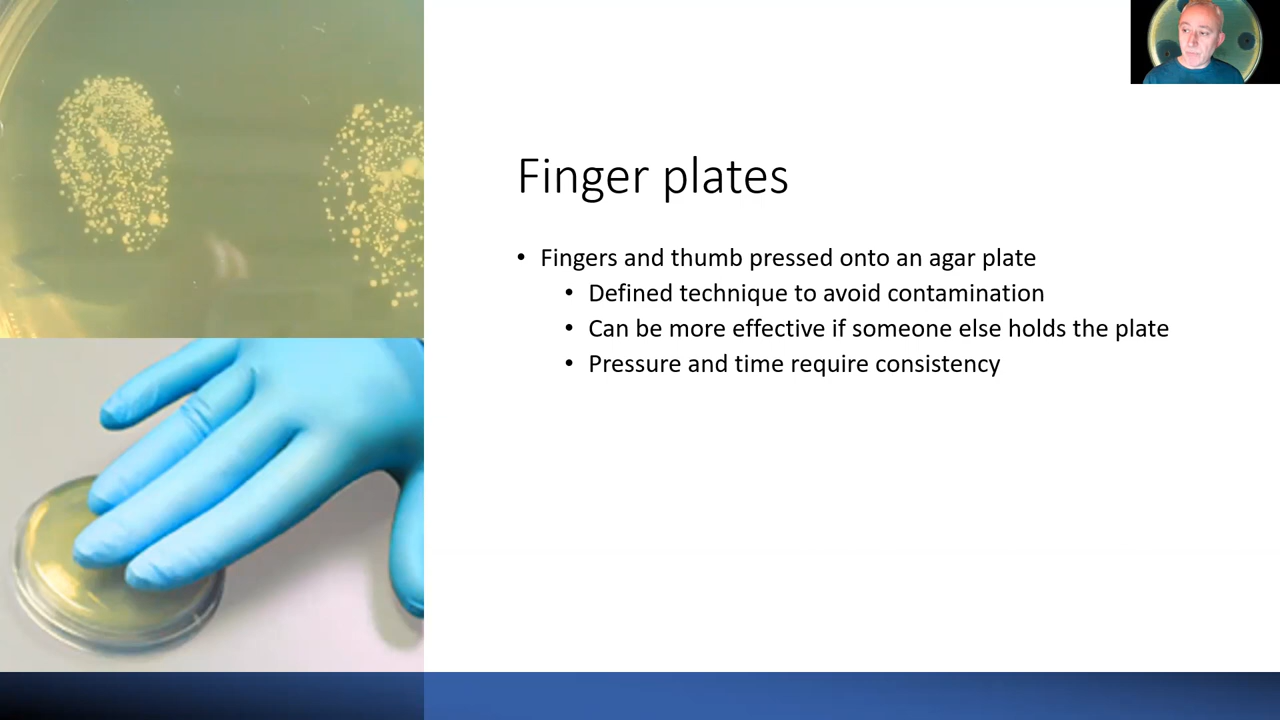 Finger plates
• Fingers and thumb pressed onto an agar plate
• Defined technique to avoid contamination
• Can be more effective if someone else holds the plate
• Pressure and time require consistency